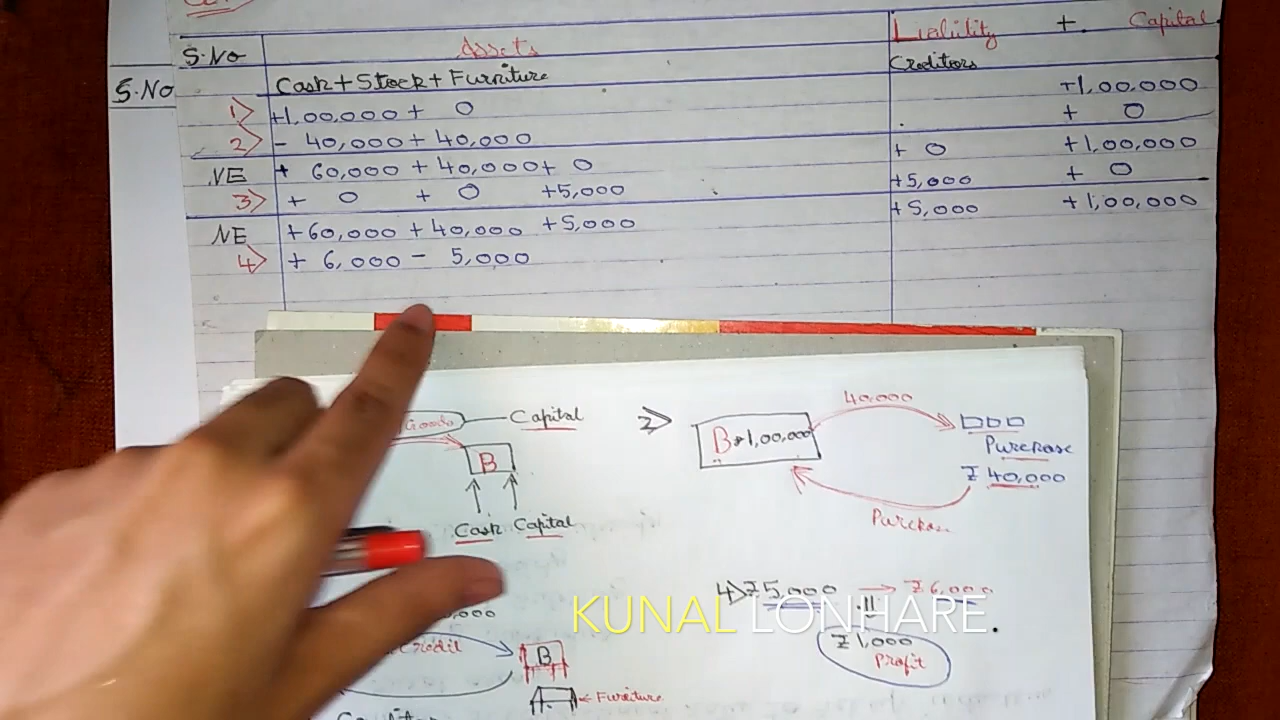 Liability + Capital
S.No Assets
Creditors
S.No
Cash + Stock + Furniture
1> +1,00,000 + 0 +1,00,000
2> - 40,000 + 40,000 + 0
NE + 60,000 + 40,000 + 0 + 0 +1,00,000
3> + 0 + 0 +5,000 +5,000 + 0
NE +60,000 + 40,000 +5,000 +5,000 +1,00,000
4> + 6,000 - 5,000
Goods Capital 2> B→1,00,000 40,000
B Purchase
₹ 40,000
Cash Capital Purchase
4> ₹5,000 → ₹6,000
KUNAL LONHARE
₹1,000
Profit
Credit B
Furniture